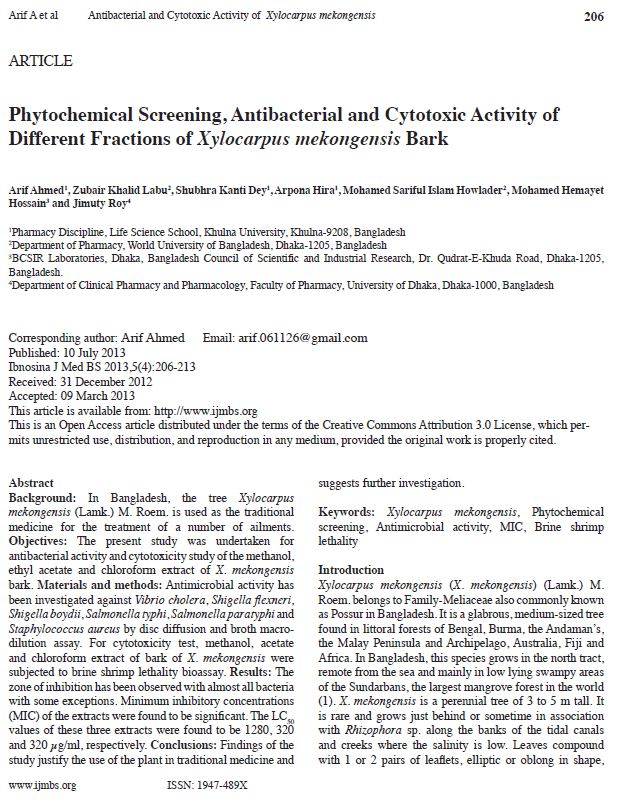 Arif A et al Antibacterial and Cytotoxic Activity of Xylocarpus mekongensis 206
ARTICLE
Phytochemical Screening, Antibacterial and Cytotoxic Activity of
Different Fractions of Xylocarpus mekongensis Bark
Arif Ahmed¹, Zubair Khalid Labu², Shubhra Kanti Dey¹, Arpona Hira¹, Mohamed Sariful Islam Howlader², Mohamed Hemayet
Hossain³ and Jimuty Roy⁴
¹Pharmacy Discipline, Life Science School, Khulna University, Khulna-9208, Bangladesh
²Department of Pharmacy, World University of Bangladesh, Dhaka-1205, Bangladesh
³BCSIR Laboratories, Dhaka, Bangladesh Council of Scientific and Industrial Research, Dr. Qudrat-E-Khuda Road, Dhaka-1205,
Bangladesh.
⁴Department of Clinical Pharmacy and Pharmacology, Faculty of Pharmacy, University of Dhaka, Dhaka-1000, Bangladesh
Corresponding author: Arif Ahmed Email: arif.061126@gmail.com
Published: 10 July 2013
Ibnosina J Med BS 2013,5(4):206-213
Received: 31 December 2012
Accepted: 09 March 2013
This article is available from: http://www.ijmbs.org
This is an Open Access article distributed under the terms of the Creative Commons Attribution 3.0 License, which per-
mits unrestricted use, distribution, and reproduction in any medium, provided the original work is properly cited.
Abstract
Background: In Bangladesh, the tree Xylocarpus
mekongensis (Lamk.) M. Roem. is used as the traditional
medicine for the treatment of a number of ailments.
Objectives: The present study was undertaken for
antibacterial activity and cytotoxicity study of the methanol,
ethyl acetate and chloroform extract of X. mekongensis
bark. Materials and methods: Antimicrobial activity has
been investigated against Vibrio cholera, Shigella flexneri,
Shigella boydii, Salmonella typhi, Salmonella paratyphi and
Staphylococcus aureus by disc diffusion and broth macro-
dilution assay. For cytotoxicity test, methanol, acetate
and chloroform extract of bark of X. mekongensis were
subjected to brine shrimp lethality bioassay. Results: The
zone of inhibition has been observed with almost all bacteria
with some exceptions. Minimum inhibitory concentrations
(MIC) of the extracts were found to be significant. The LC₅₀
values of these three extracts were found to be 1280, 320
and 320 µg/ml, respectively. Conclusions: Findings of the
study justify the use of the plant in traditional medicine and
suggests further investigation.
Keywords: Xylocarpus mekongensis, Phytochemical
screening, Antimicrobial activity, MIC, Brine shrimp
lethality
Introduction
Xylocarpus mekongensis (X. mekongensis) (Lamk.) M.
Roem. belongs to Family-Meliaceae also commonly known
as Possur in Bangladesh. It is a glabrous, medium-sized tree
found in littoral forests of Bengal, Burma, the Andaman's,
the Malay Peninsula and Archipelago, Australia, Fiji and
Africa. In Bangladesh, this species grows in the north tract,
remote from the sea and mainly in low lying swampy areas
of the Sundarbans, the largest mangrove forest in the world
(1). X. mekongensis is a perennial tree of 3 to 5 m tall. It
is rare and grows just behind or sometime in association
with Rhizophora sp. along the banks of the tidal canals
and creeks where the salinity is low. Leaves compound
with 1 or 2 pairs of leaflets, elliptic or oblong in shape,
www.ijmbs.org ISSN: 1947-489X